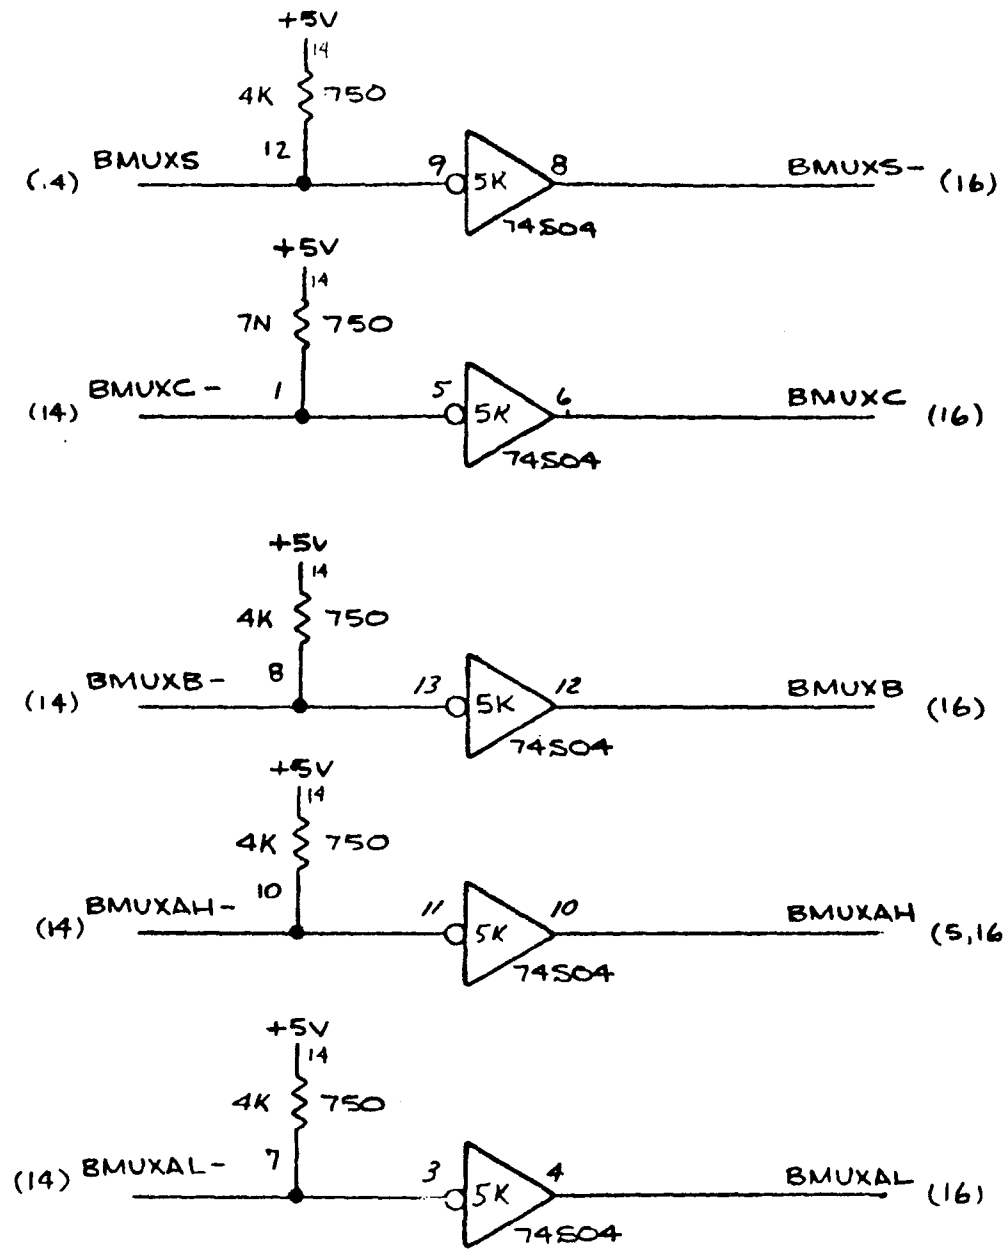 +5V
14
4K 750
12
(.4) BMUXS 9 5K 8 BMUXS- (16)
74S04
+5V
14
7N 750
1
(14) BMUXC- 5 5K 6 BMUXC (16)
74S04
+5V
14
4K 750
8
(14) BMUXB- 13 5K 12 BMUXB (16)
74S04
+5V
14
4K 750
10
(14) BMUXAH- 11 5K 10 BMUXAH (5,16
74S04
+5V
14
4K 750
7
(14) BMUXAL- 3 5K 4 BMUXAL (16)
74S04